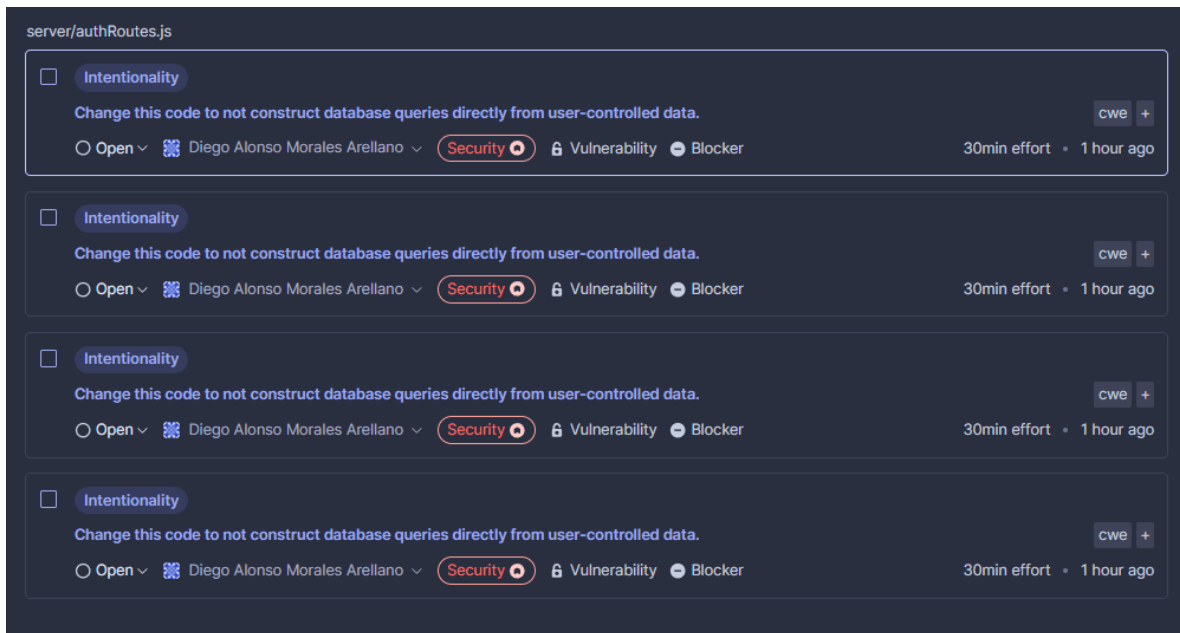 server/authRoutes.js
Intentionality
Change this code to not construct database queries directly from user-controlled data.
cwe +
Open Diego Alonso Morales Arellano Security Vulnerability Blocker 30min effort • 1 hour ago
Intentionality
Change this code to not construct database queries directly from user-controlled data.
cwe +
Open Diego Alonso Morales Arellano Security Vulnerability Blocker 30min effort • 1 hour ago
Intentionality
Change this code to not construct database queries directly from user-controlled data.
cwe +
Open Diego Alonso Morales Arellano Security Vulnerability Blocker 30min effort • 1 hour ago
Intentionality
Change this code to not construct database queries directly from user-controlled data.
cwe +
Open Diego Alonso Morales Arellano Security Vulnerability Blocker 30min effort • 1 hour ago